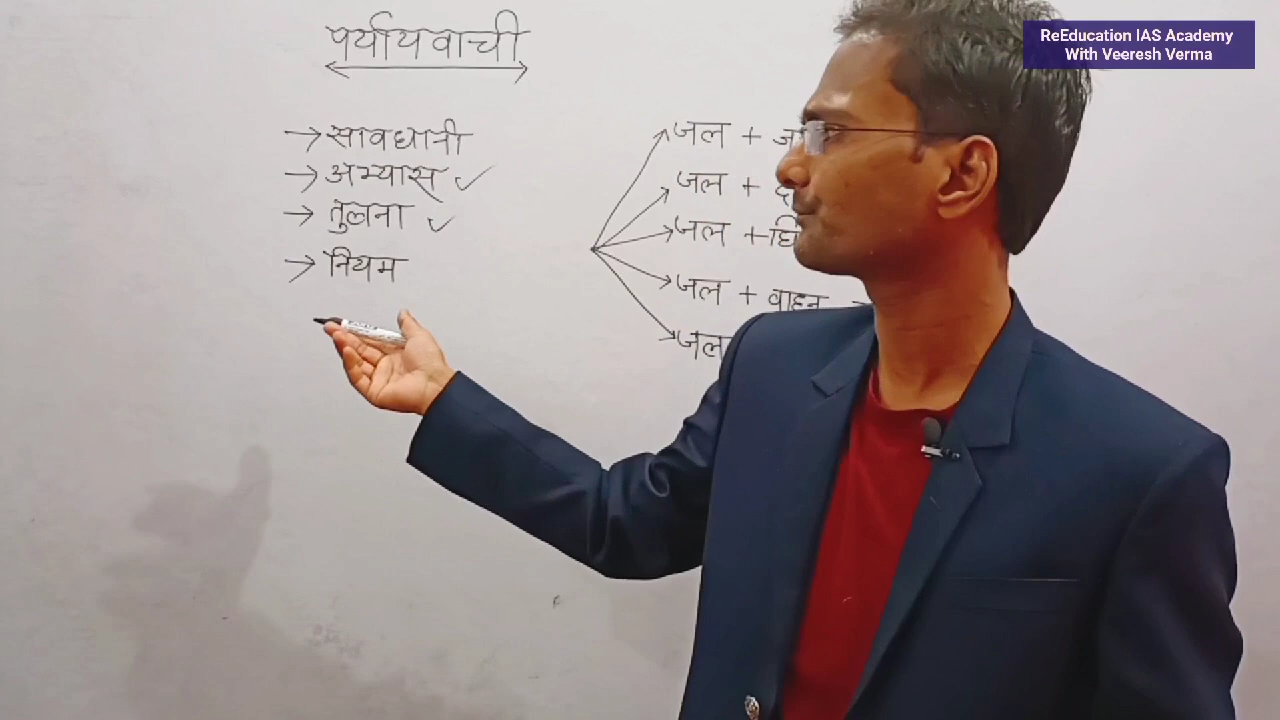 पर्यायवाची
→ सावधानी
→ अभ्यास ✓
→ तुलना ✓
→ नियम
जल +
जल +
जल +
जल + वाहन
जल
ReEducation IAS Academy
With Veeresh Verma